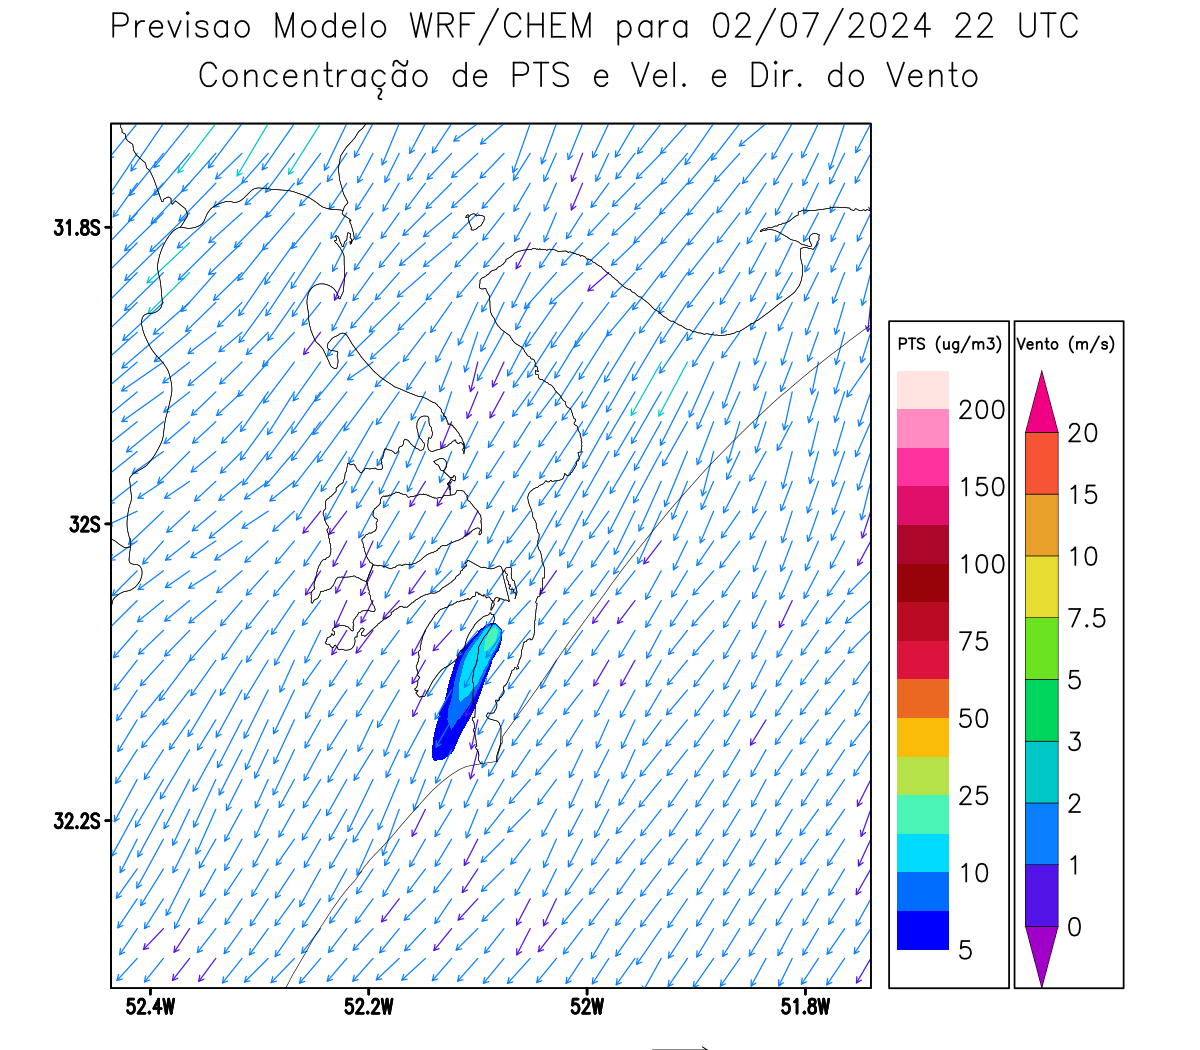 Previsao Modelo WRF/CHEM para 02/07/2024 22 UTC
Concentração de PTS e Vel. e Dir. do Vento
31.8S
32S
32.2S
52.4W
52.2W
52W
51.8W
PTS (ug/m3)
200
150
100
75
50
25
10
5
Vento (m/s)
20
15
10
7.5
5
3
2
1
0